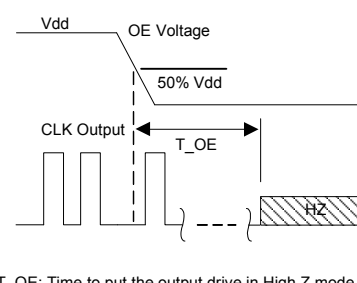 Vdd
OE Voltage
50% Vdd
CLK Output
T_OE
HZ
T_OE: Time to put the output drive in High Z mode